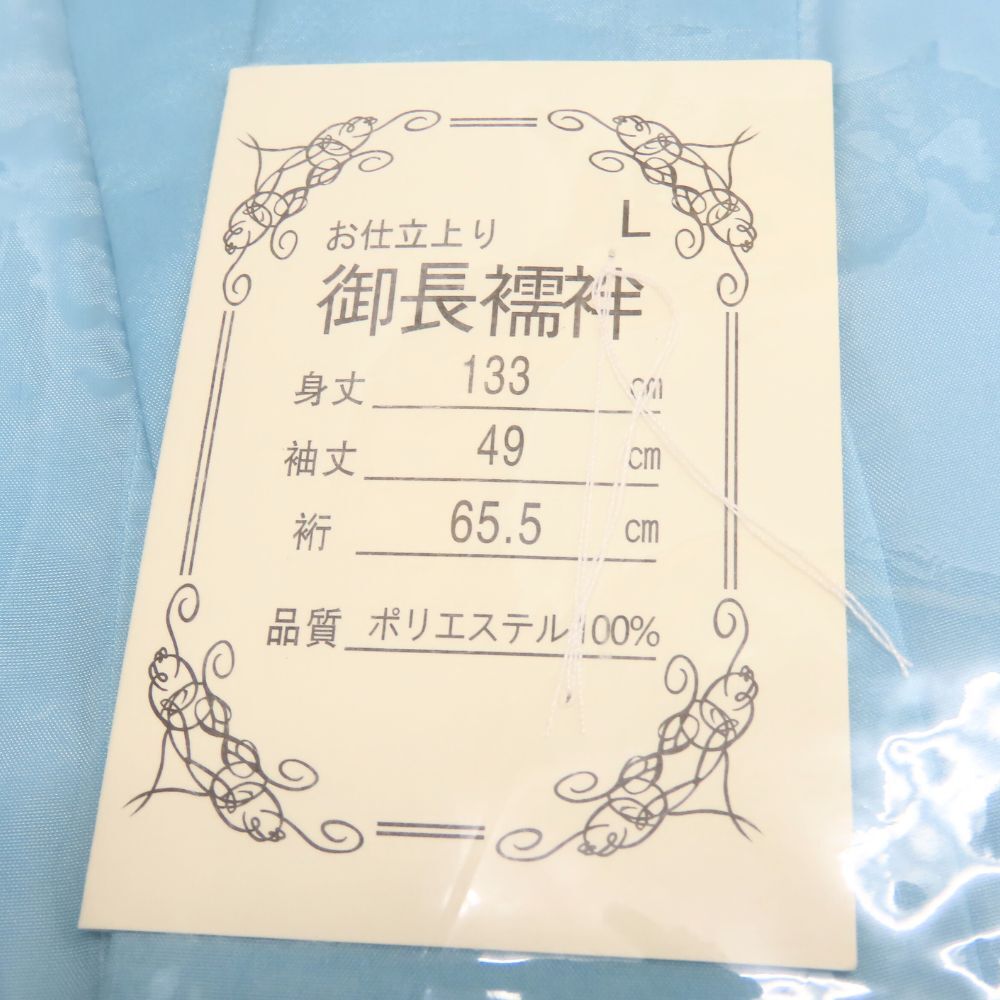 L
お仕立上り
御長襦袢
身丈 133 cm
袖丈 49 cm
裄 65.5 cm
品質 ポリエステル100%